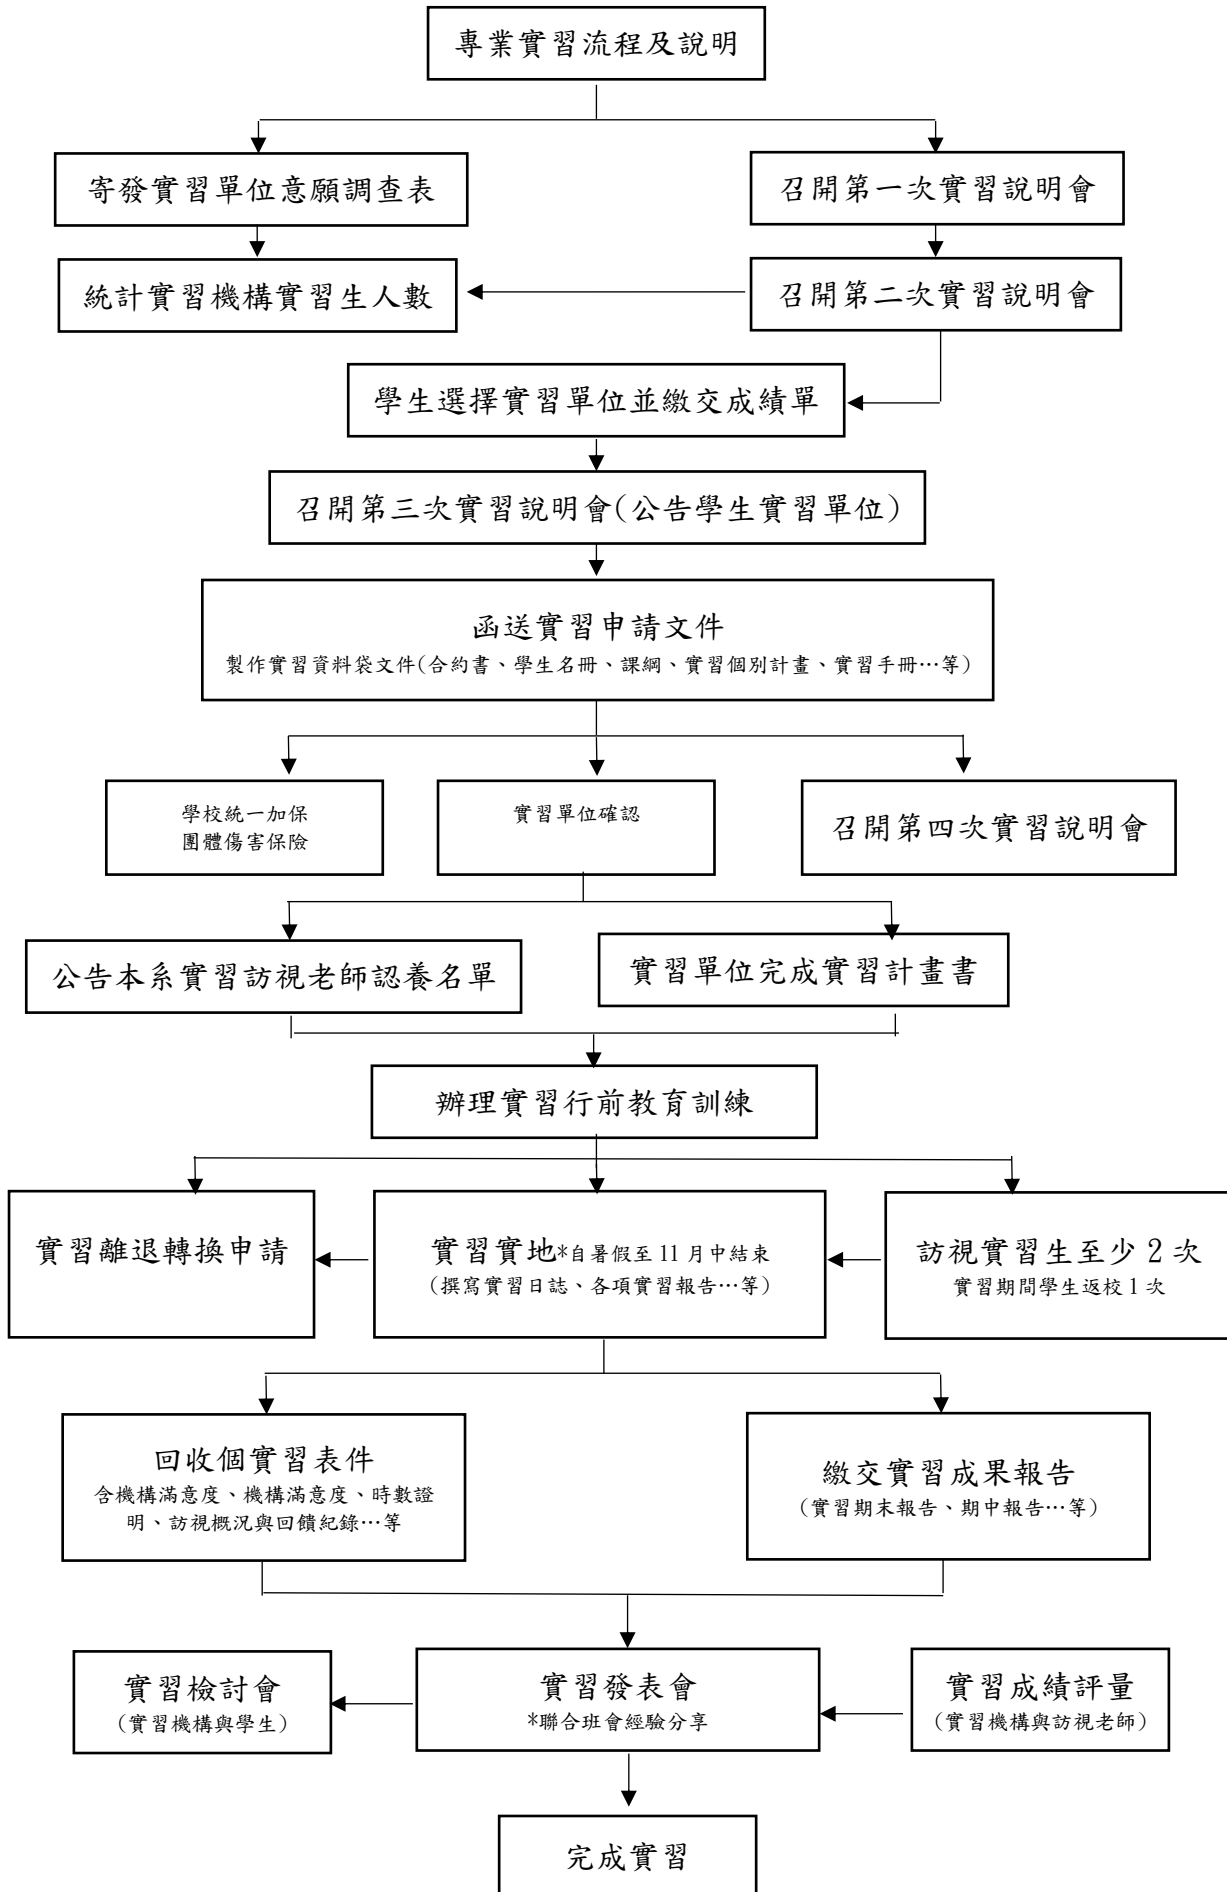 專業實習流程及說明
寄發實習單位意願調查表
召開第一次實習說明會
統計實習機構實習生人數
召開第二次實習說明會
學生選擇實習單位並繳交成績單
召開第三次實習說明會(公告學生實習單位)
函送實習申請文件
製作實習資料袋文件(合約書、學生名冊、課綱、實習個別計畫、實習手冊…等)
學校統一加保
團體傷害保險
實習單位確認
召開第四次實習說明會
公告本系實習訪視老師認養名單
實習單位完成實習計畫書
辦理實習行前教育訓練
實習離退轉換申請
實習實地*自暑假至 11 月中結束
(撰寫實習日誌、各項實習報告…等)
訪視實習生至少 2 次
實習期間學生返校 1 次
回收個實習表件
含機構滿意度、機構滿意度、時數證
明、訪視概況與回饋紀錄…等
繳交實習成果報告
(實習期末報告、期中報告…等)
實習檢討會
(實習機構與學生)
實習發表會
*聯合班會經驗分享
實習成績評量
(實習機構與訪視老師)
完成實習